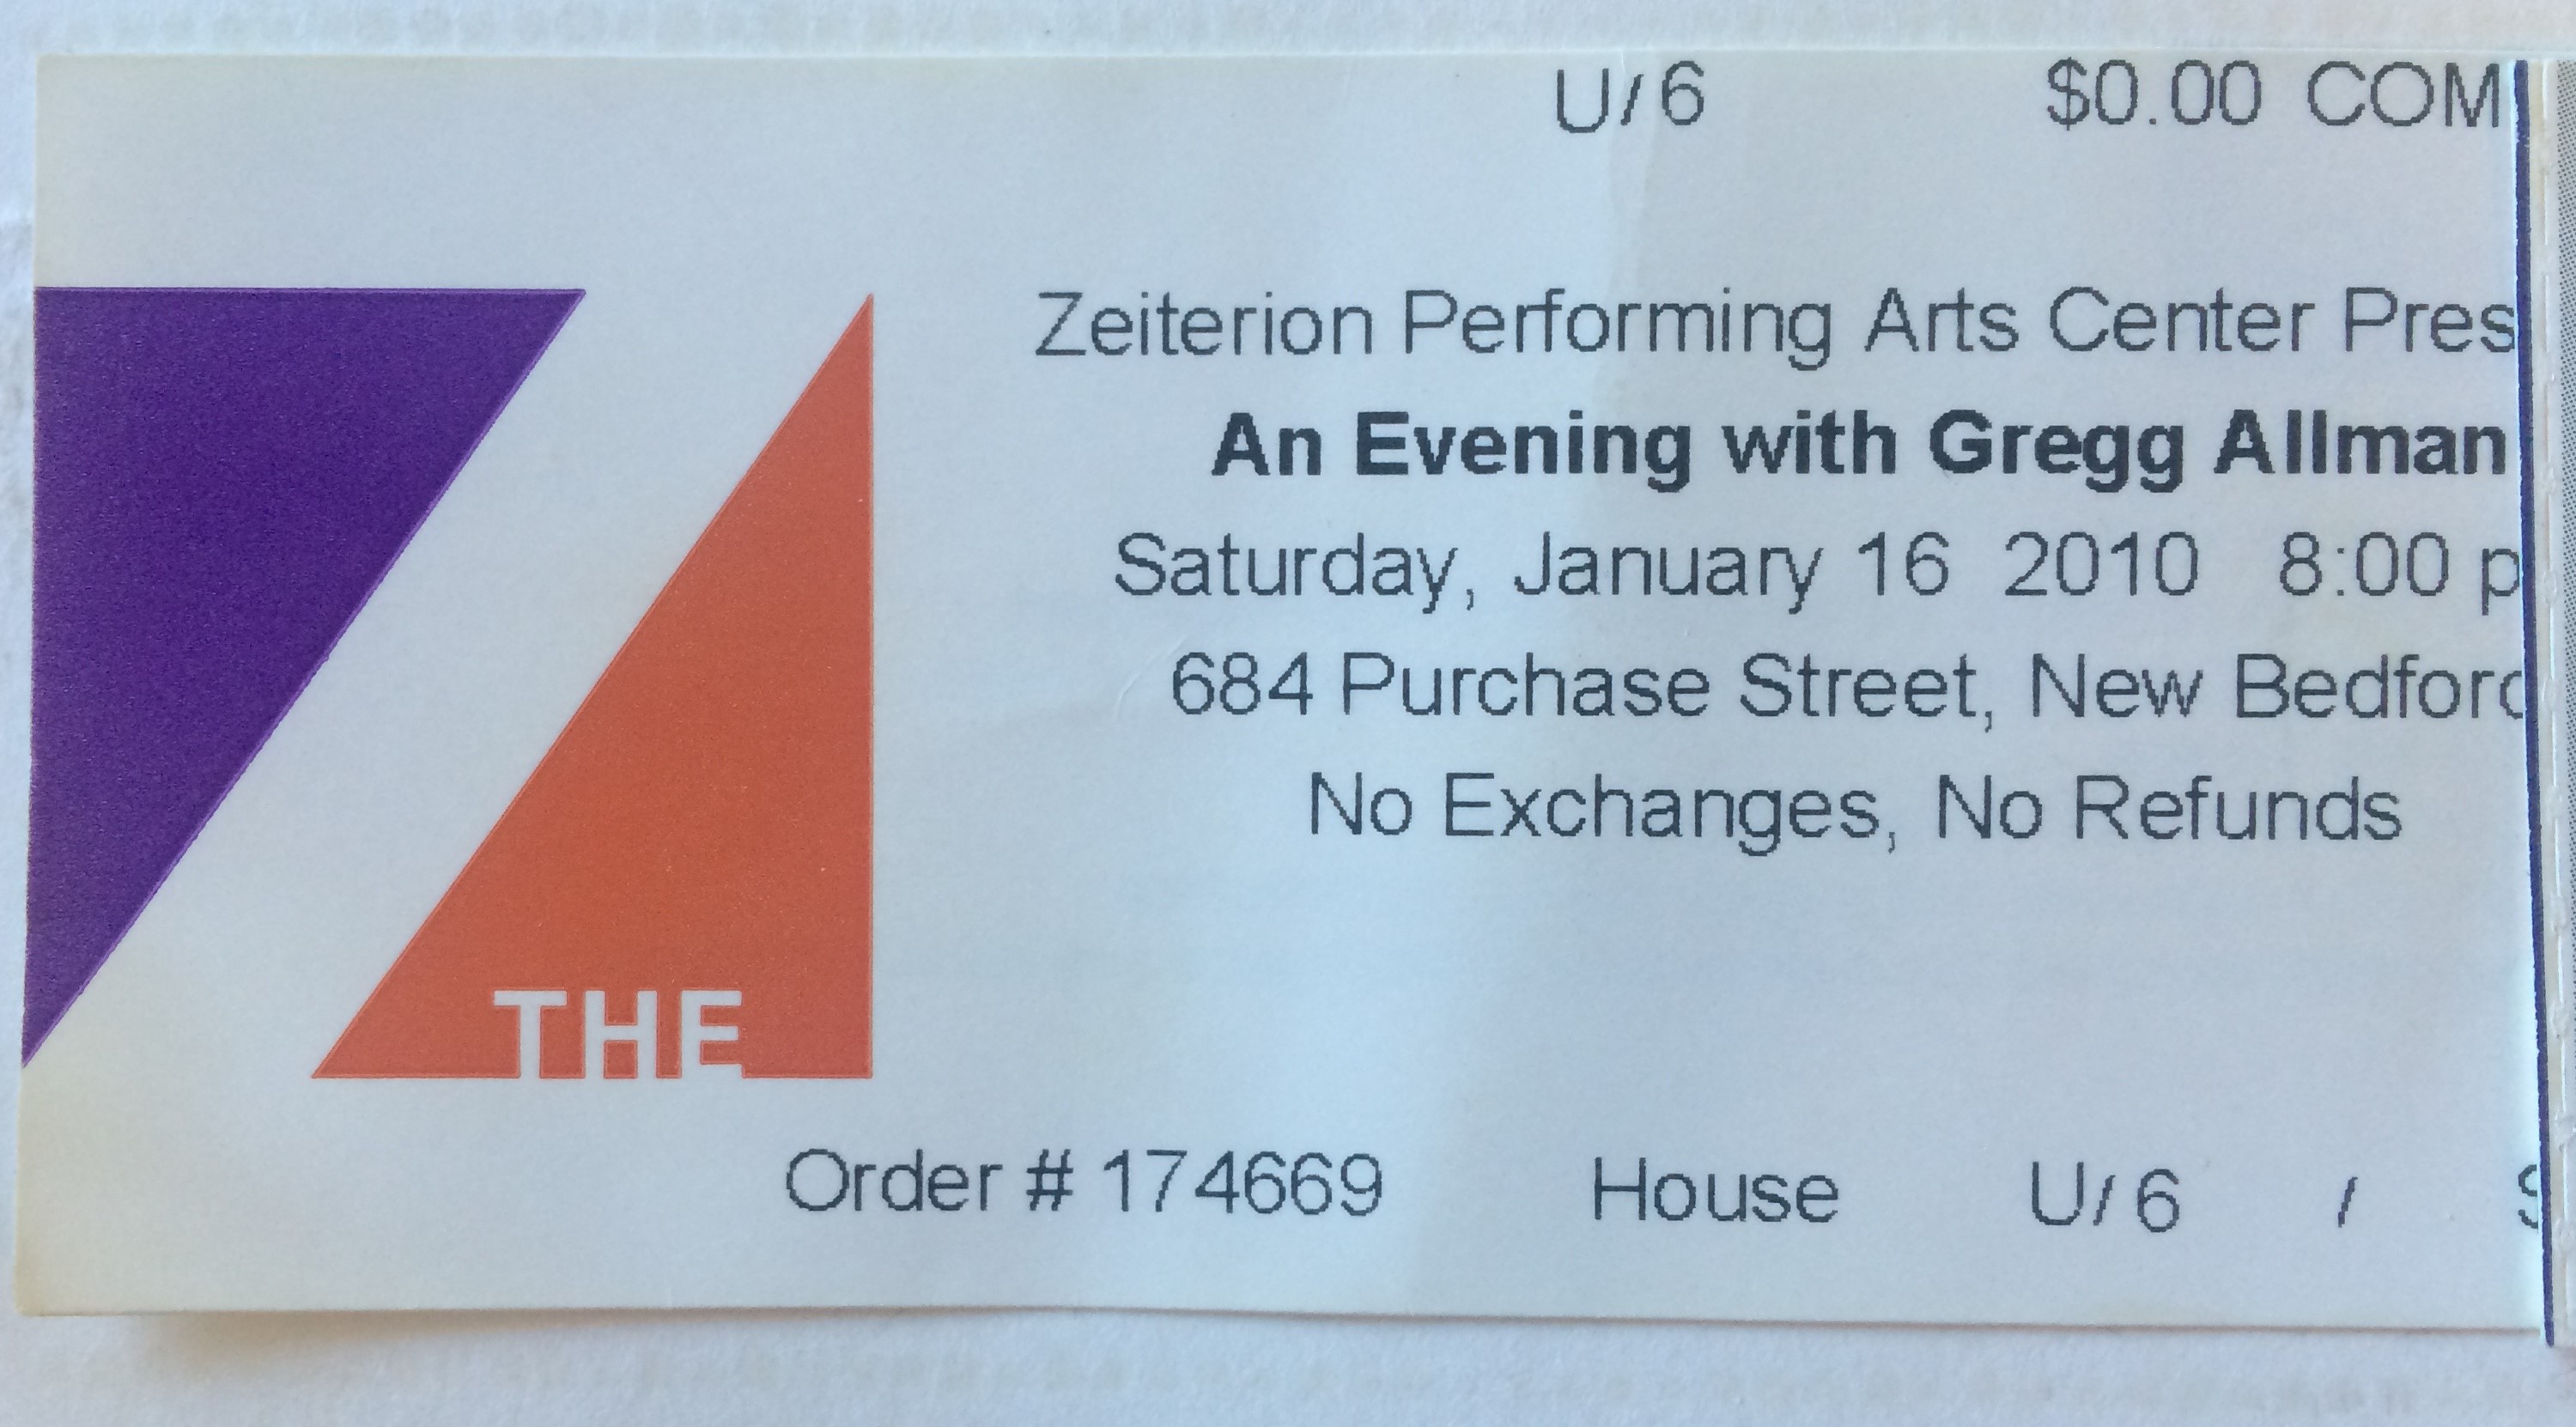 U/6 $0.00 COM
Zeiterion Performing Arts Center Pres
An Evening with Gregg Allman
Saturday, January 16 2010 8:00 p
684 Purchase Street, New Bedford
No Exchanges, No Refunds
THE
Order # 174669 House U/6 /